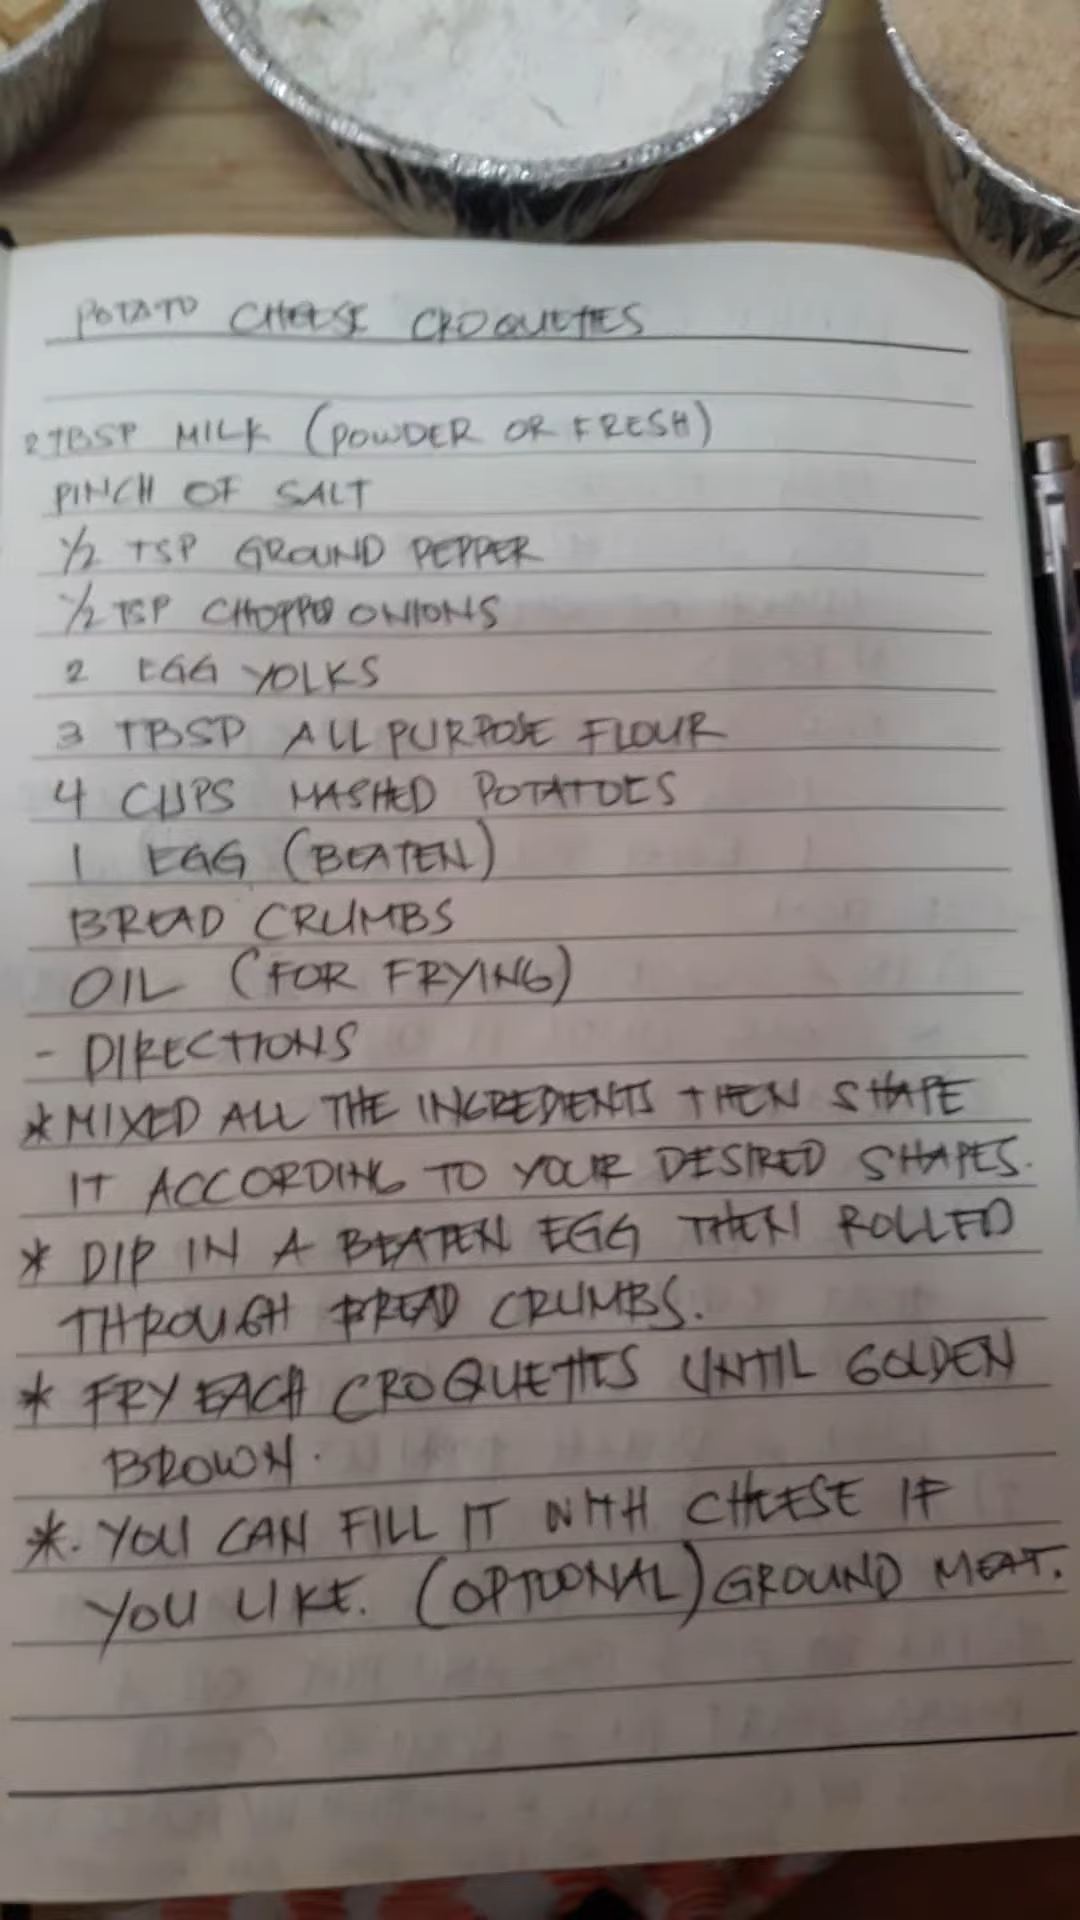 POTATO CHEESE CROQUETTES
2 TBSP MILK (POWDER OR FRESH)
PINCH OF SALT
1/2 TSP GROUND PEPPER
1/2 TSP CHOPPED ONIONS
2 EGG YOLKS
3 TBSP ALL PURPOSE FLOUR
4 CUPS MASHED POTATOES
1 EGG (BEATEN)
BREAD CRUMBS
OIL (FOR FRYING)
- DIRECTIONS
* MIXED ALL THE INGREDIENTS THEN SHAPE
IT ACCORDING TO YOUR DESIRED SHAPES.
* DIP IN A BEATEN EGG THEN ROLLED
THROUGH BREAD CRUMBS.
* FRY EACH CROQUETTES UNTIL GOLDEN
BROWN.
*. YOU CAN FILL IT WITH CHEESE IF
YOU LIKE. (OPTIONAL) GROUND MEAT.